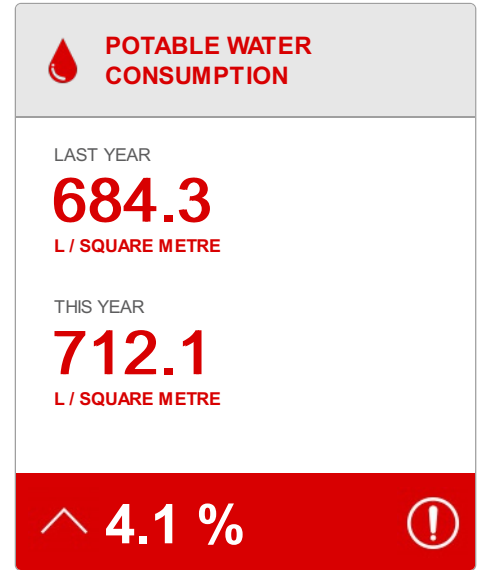 POTABLE WATER
CONSUMPTION
LAST YEAR
684.3
L / SQUARE METRE
THIS YEAR
712.1
L / SQUARE METRE
4.1 %